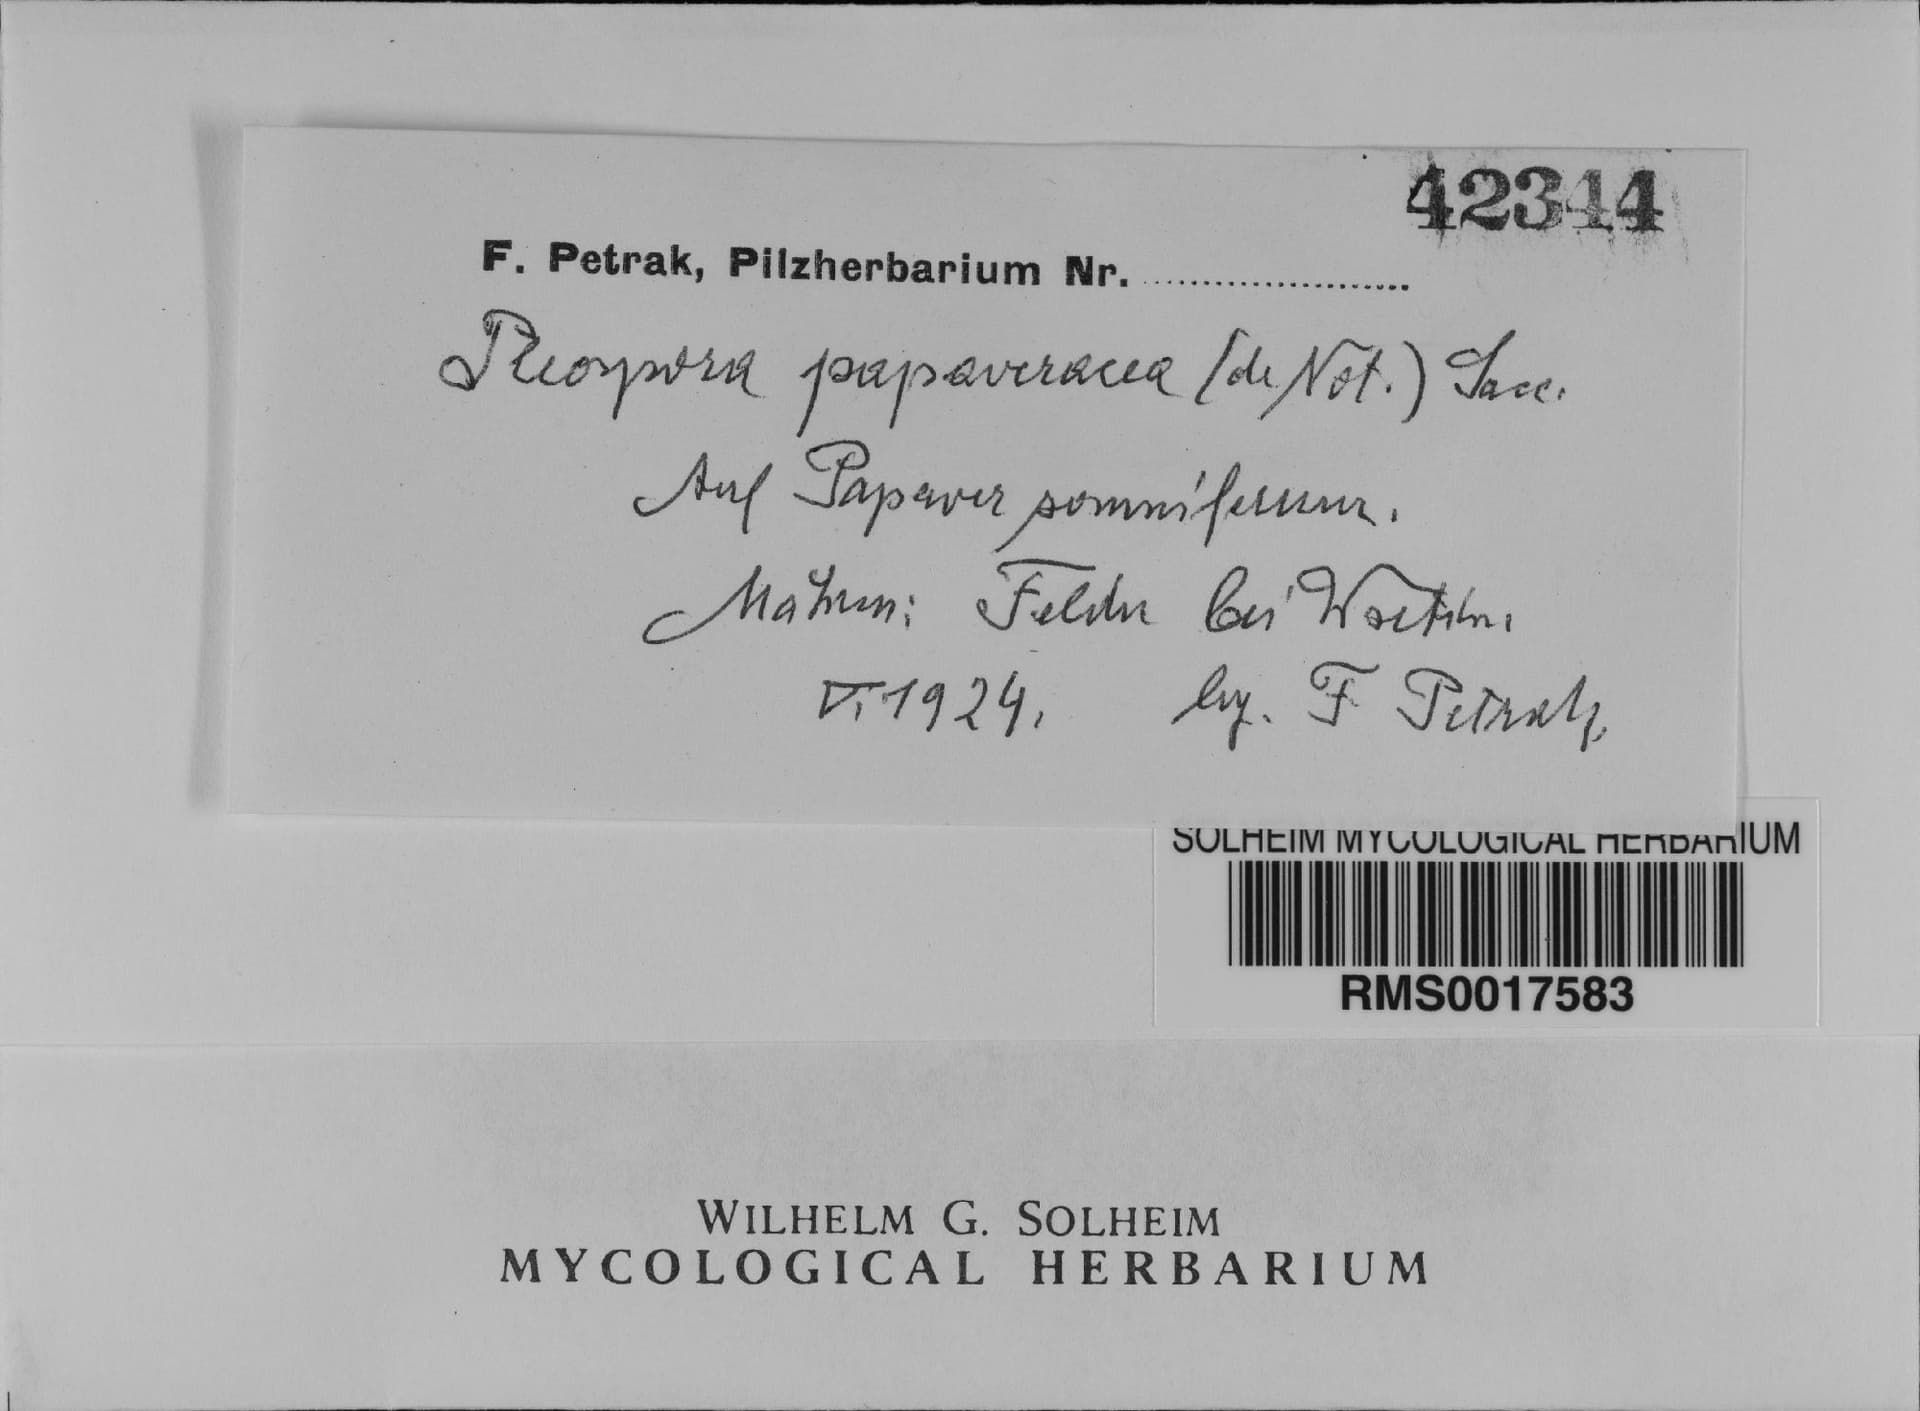 42344
F. Petrak, Pilzherbarium Nr.
Pleospora papaveracea (de Not.) Sacc.
Auf Papaver somniferum.
Mähren: Felder bei Wsetin.
VI. 1924. leg. F Petrak.
SOLHEIM MYCOLOGICAL HERBARIUM
RMS0017583
WILHELM G. SOLHEIM
MYCOLOGICAL HERBARIUM